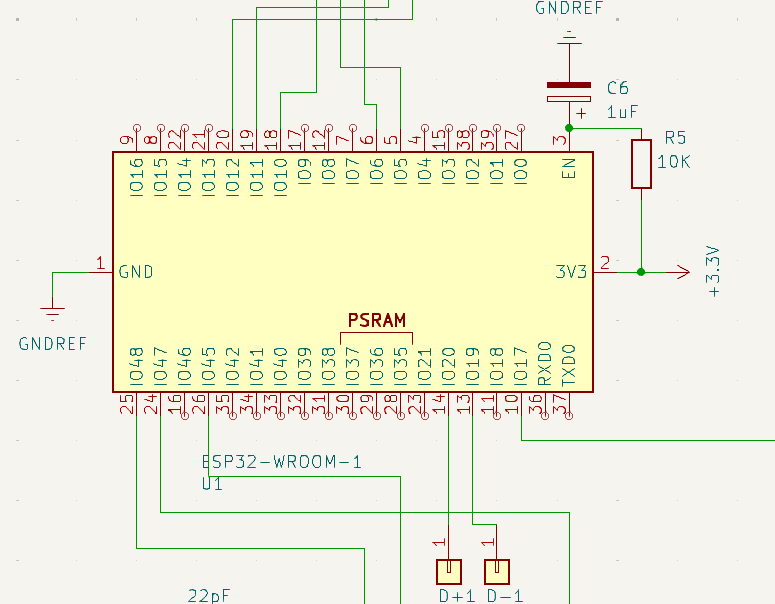 GNDREF
C6
+ 1uF
9 8 22 21 20 19 18 17 12 7 6 5 4 15 38 39 27 3
R5
10K
IO16 IO15 IO14 IO13 IO12 IO11 IO10 IO9 IO8 IO7 IO6 IO5 IO4 IO3 IO2 IO1 IO0 EN
1 GND
3V3 2
+3.3V
PSRAM
GNDREF
IO48 IO47 IO46 IO45 IO42 IO41 IO40 IO39 IO38 IO37 IO36 IO35 IO21 IO20 IO19 IO18 IO17 RXD0 TXD0
25 24 16 26 35 34 33 32 31 30 29 28 23 14 13 11 10 36 37
ESP32-WROOM-1
U1
1 1
22pF
D+1 D-1